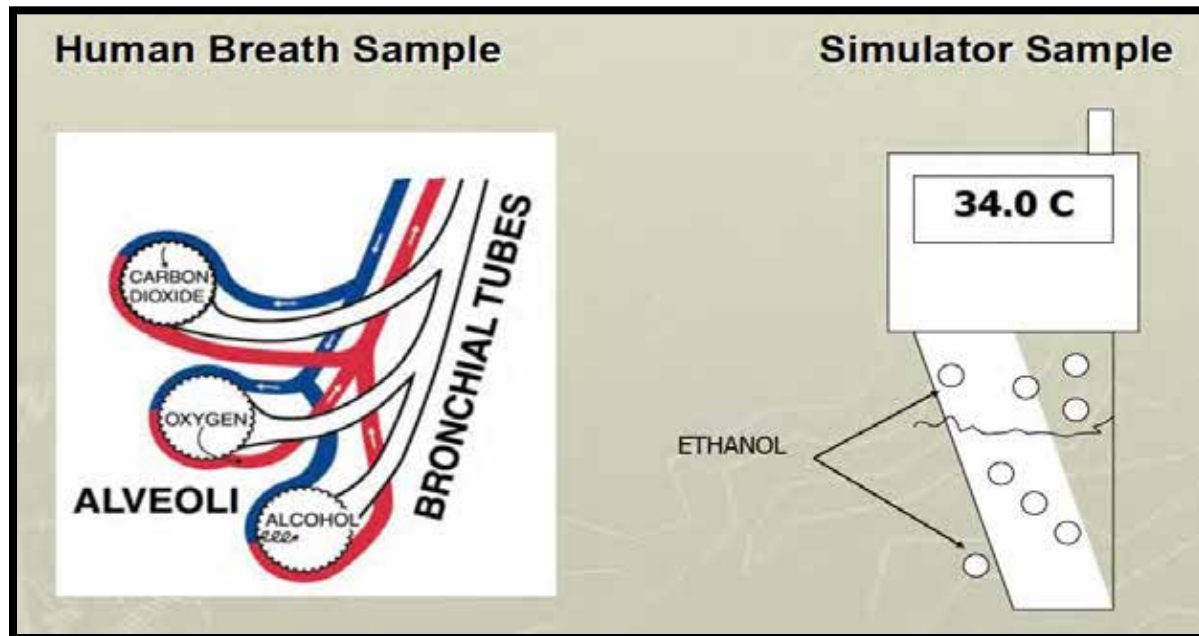 Human Breath Sample
Simulator Sample
CARBON
DIOXIDE
OXYGEN
ALVEOLI
ALCOHOL
BRONCHIAL TUBES
34.0 C
ETHANOL